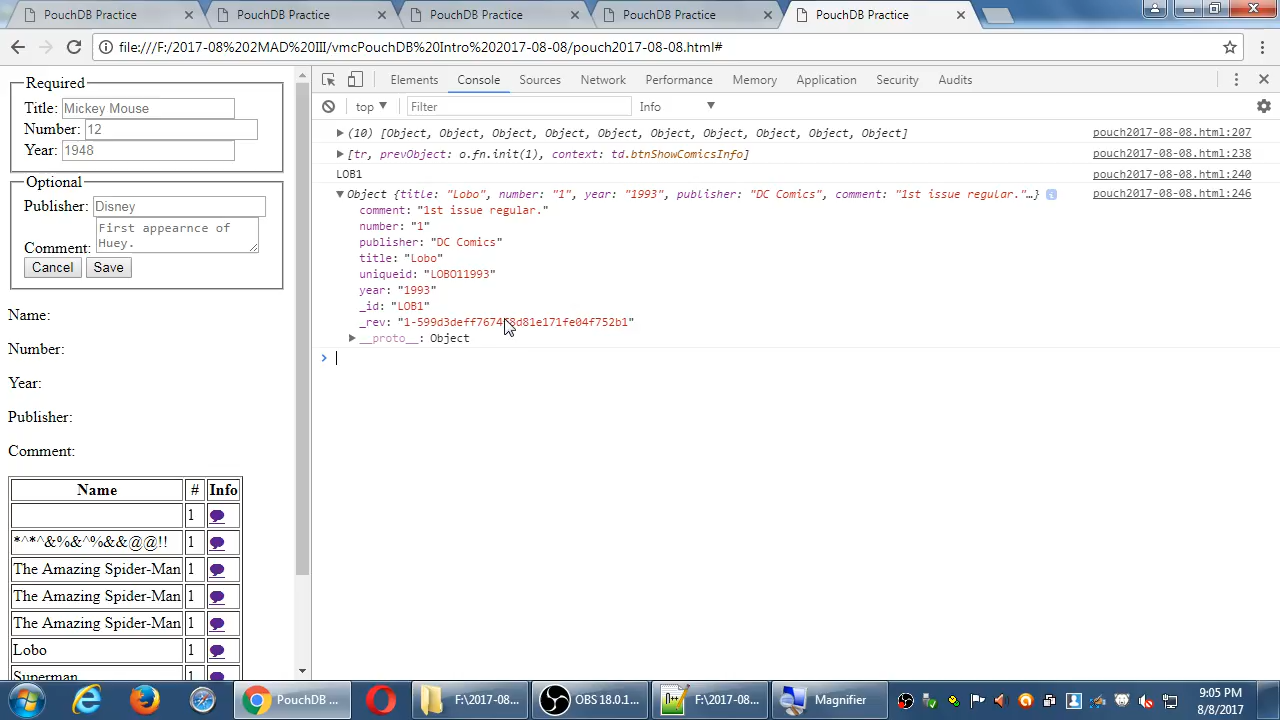 PouchDB Practice
PouchDB Practice
PouchDB Practice
PouchDB Practice
PouchDB Practice
file:///F:/2017-08%202MAD%20III/vmcPouchDB%20Intro%202017-08-08/pouch2017-08-08.html#
Elements Console Sources Network Performance Memory Application Security Audits
top Filter Info
(10) [Object, Object, Object, Object, Object, Object, Object, Object, Object, Object] pouch2017-08-08.html:207
[tr, prevObject: o.fn.init(1), context: td.btnShowComicsInfo] pouch2017-08-08.html:238
LOB1 pouch2017-08-08.html:240
Object {title: "Lobo", number: "1", year: "1993", publisher: "DC Comics", comment: "1st issue regular."…} pouch2017-08-08.html:246
comment: "1st issue regular."
number: "1"
publisher: "DC Comics"
title: "Lobo"
uniqueid: "LOBO11993"
year: "1993"
_id: "LOB1"
_rev:
__proto__: Object
Required
Title: Mickey Mouse
Number: 12
Year: 1948
Optional
Publisher: Disney
Comment: First appearnce of
Huey.
Cancel Save
Name:
Number:
Year:
Publisher:
Comment:
Name # Info
1
*^*^&%&^%&&@@!! 1
The Amazing Spider-Man 1
The Amazing Spider-Man 1
The Amazing Spider-Man 1
Lobo 1
Superman
PouchDB ...
F:\2017-08...
OBS 18.0.1...
F:\2017-08...
Magnifier
9:05 PM
8/8/2017